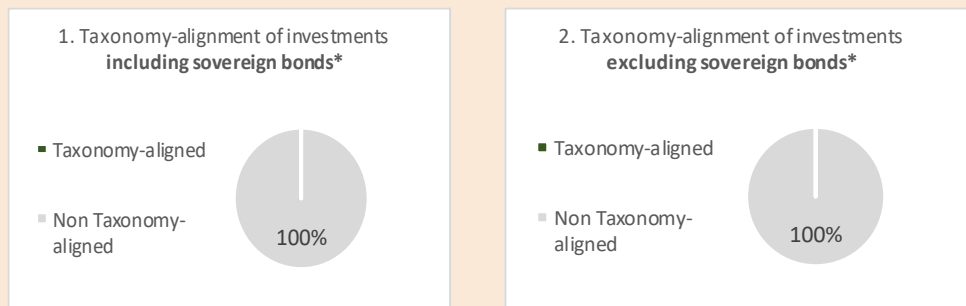 1. Taxonomy-alignment of investments
including sovereign bonds*
Taxonomy-aligned
Non Taxonomy-
aligned
100%
2. Taxonomy-alignment of investments
excluding sovereign bonds*
Taxonomy-aligned
Non Taxonomy-
aligned
100%